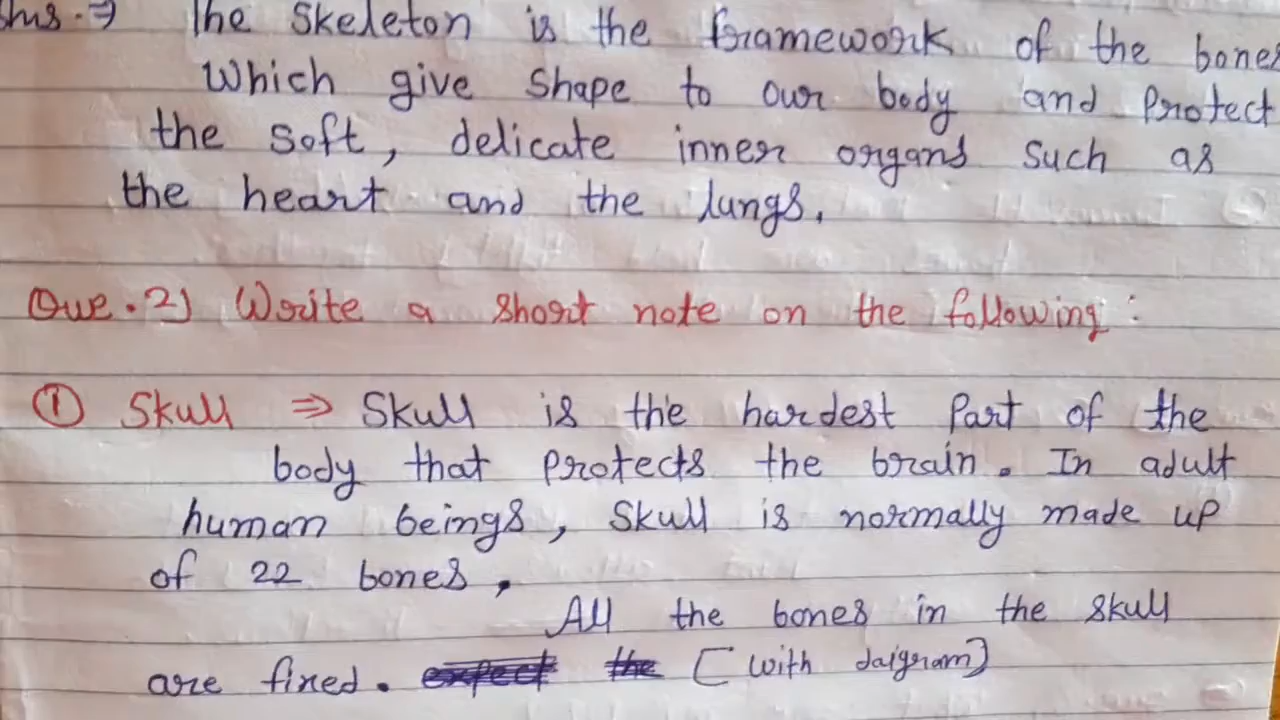 Ans. ⇒ The Skeleton is the framework of the bones
Which give Shape to our body and Protect
the Soft, delicate inner organs such as
the heart and the lungs.
Que. 2] Write a short note on the following :
① Skull ⇒ Skull is the hardest Part of the
body that Protects the brain. In adult
human beings, Skull is normally made up
of 22 bones,
All the bones in the skull
are fixed. expect the [with daigram]